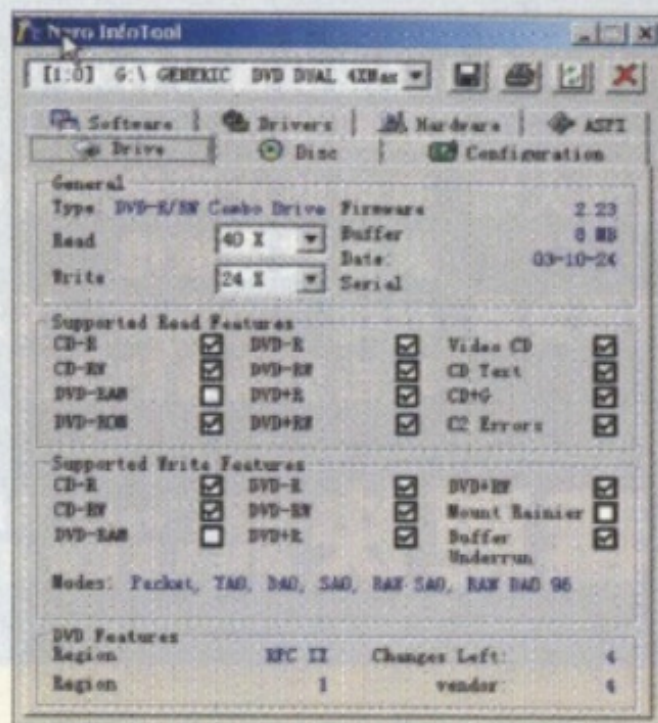 Nero InfoTool
[1:0] G:\ GENERIC DVD DUAL 4XMax
Software Drivers Hardware ASPI
Drive Disc Configuration
General
Type DVD-R/RW Combo Drive Firmware 2.23
Read 40 X Buffer 8 MB
Date: 03-10-24
Write 24 X Serial
Supported Read Features
CD-R DVD-R Video CD
CD-RW DVD-RW CD Text
DVD-RAM DVD+R CD+G
DVD-ROM DVD+RW C2 Errors
Supported Write Features
CD-R DVD-R DVD+RW
CD-RW DVD-RW Mount Rainier
DVD-RAM DVD+R Buffer
Underrun
Modes: Packet, TAO, DAO, SAO, RAW SAO, RAW DAO 96
DVD Features
Region RPC II Changes Left: 4
Region 1 vendor: 4